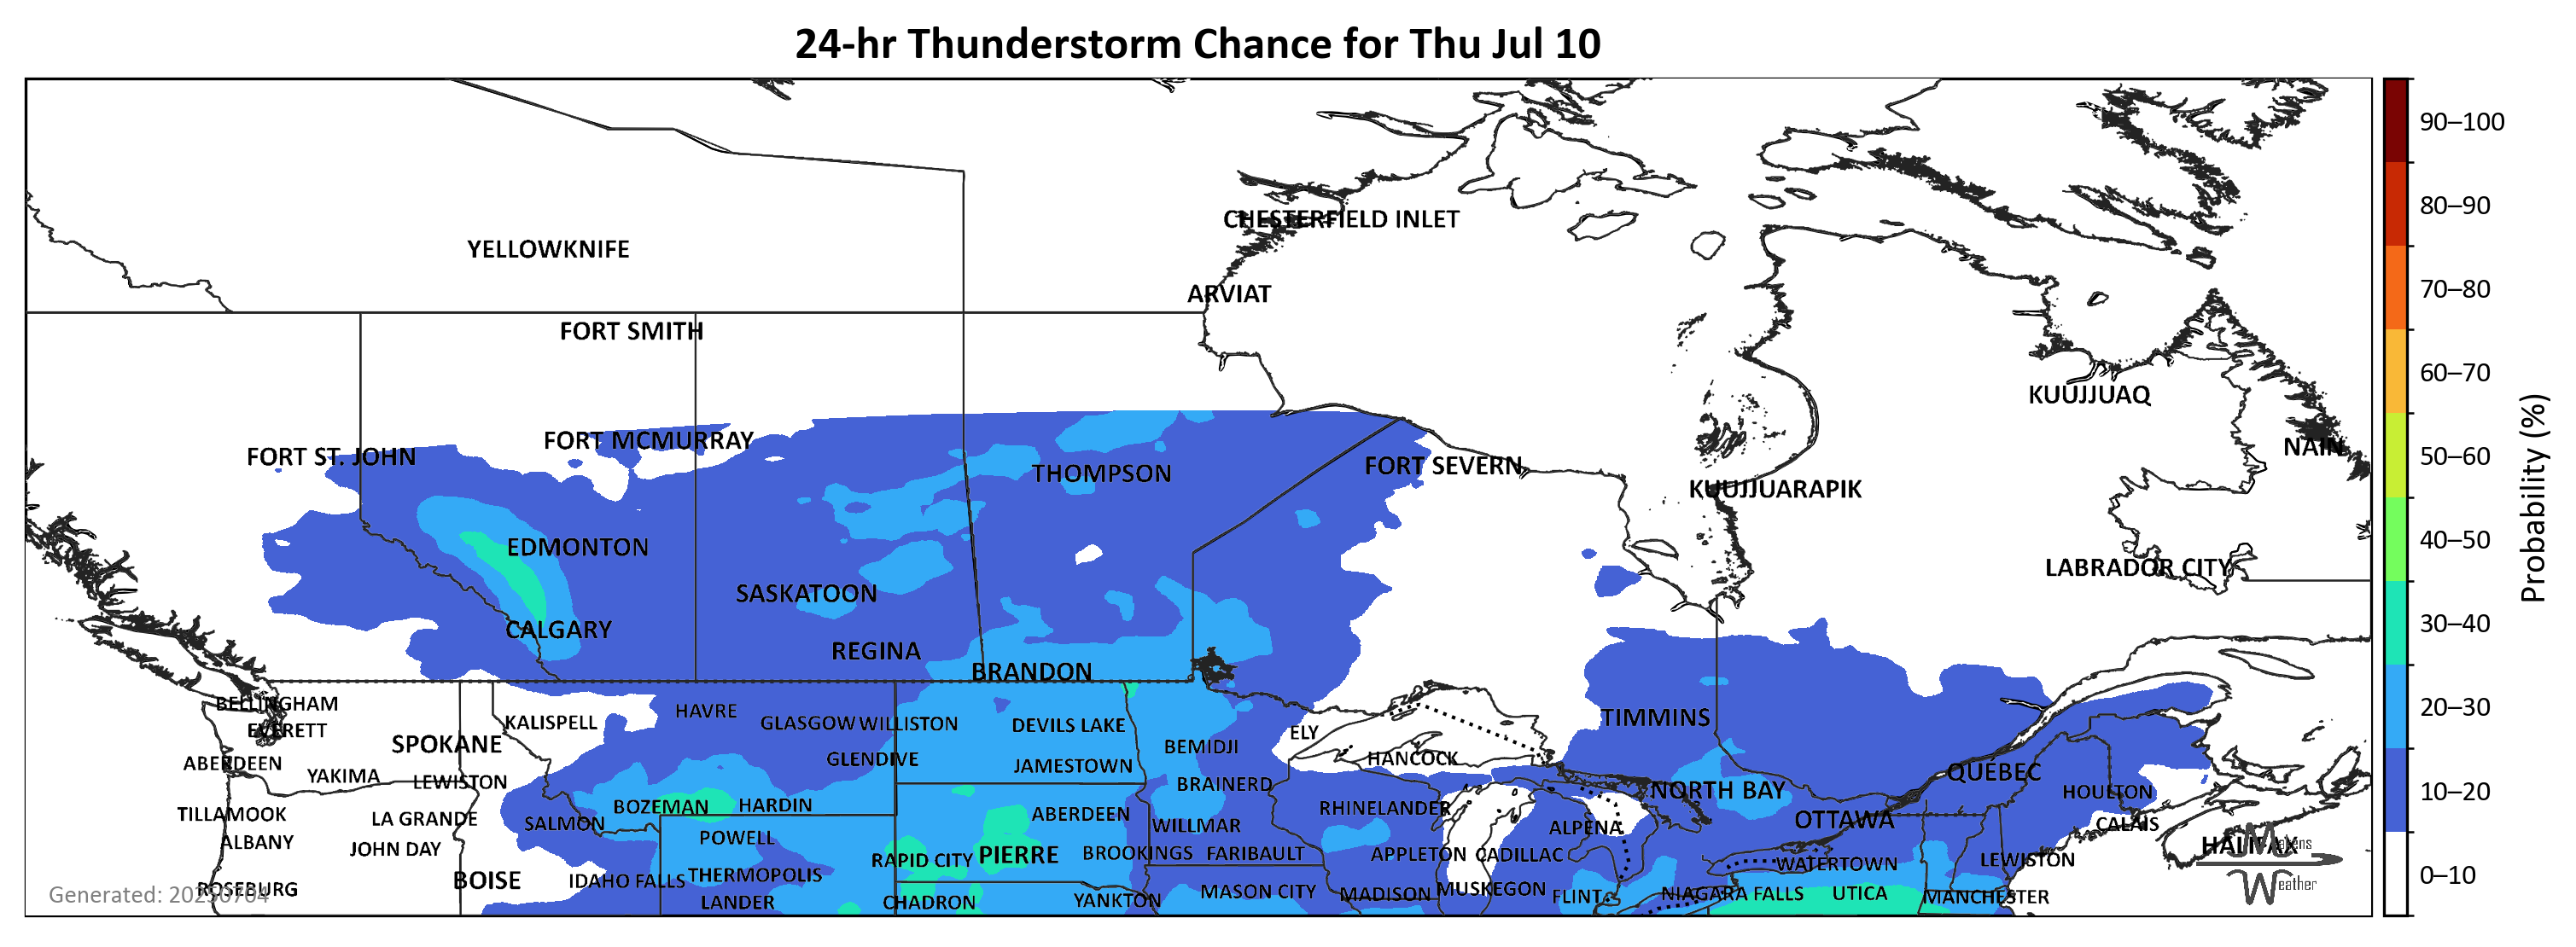 24-hr Thunderstorm Chance for Thu Jul 10
90–100
80–90
CHESTERFIELD INLET
YELLOWKNIFE
70–80
ARVIAT
FORT SMITH
60–70
KUUJJUAQ
50–60
FORT MCMURRAY
NAIN
FORT ST. JOHN
FORT SEVERN
THOMPSON
KUUJJUARAPIK
Probability (%)
40–50
EDMONTON
LABRADOR CITY
SASKATOON
30–40
CALGARY
REGINA
BRANDON
20–30
BELLINGHAM
HAVRE
TIMMINS
KALISPELL
GLASGOW WILLISTON
DEVILS LAKE
EVERETT
ELY
SPOKANE
BEMIDJI
ABERDEEN
GLENDIVE
JAMESTOWN
HANCOCK
QUÉBEC
YAKIMA
LEWISTON
BRAINERD
NORTH BAY
HOULTON
10–20
BOZEMAN
HARDIN
RHINELANDER
TILLAMOOK
LA GRANDE
SALMON
ABERDEEN
WILLMAR
ALPENA
OTTAWA
CALAIS
ALBANY
JOHN DAY
POWELL
BROOKINGS
FARIBAULT
APPLETON
CADILLAC
HALIFAX
Makens
Weather
RAPID CITY
PIERRE
WATERTOWN
LEWISTON
BOISE
IDAHO FALLS
THERMOPOLIS
0–10
ROSEBURG
Generated: 20250704
MASON CITY
MADISON
MUSKEGON
NIAGARA FALLS
UTICA
MANCHESTER
LANDER
CHADRON
YANKTON
FLINT